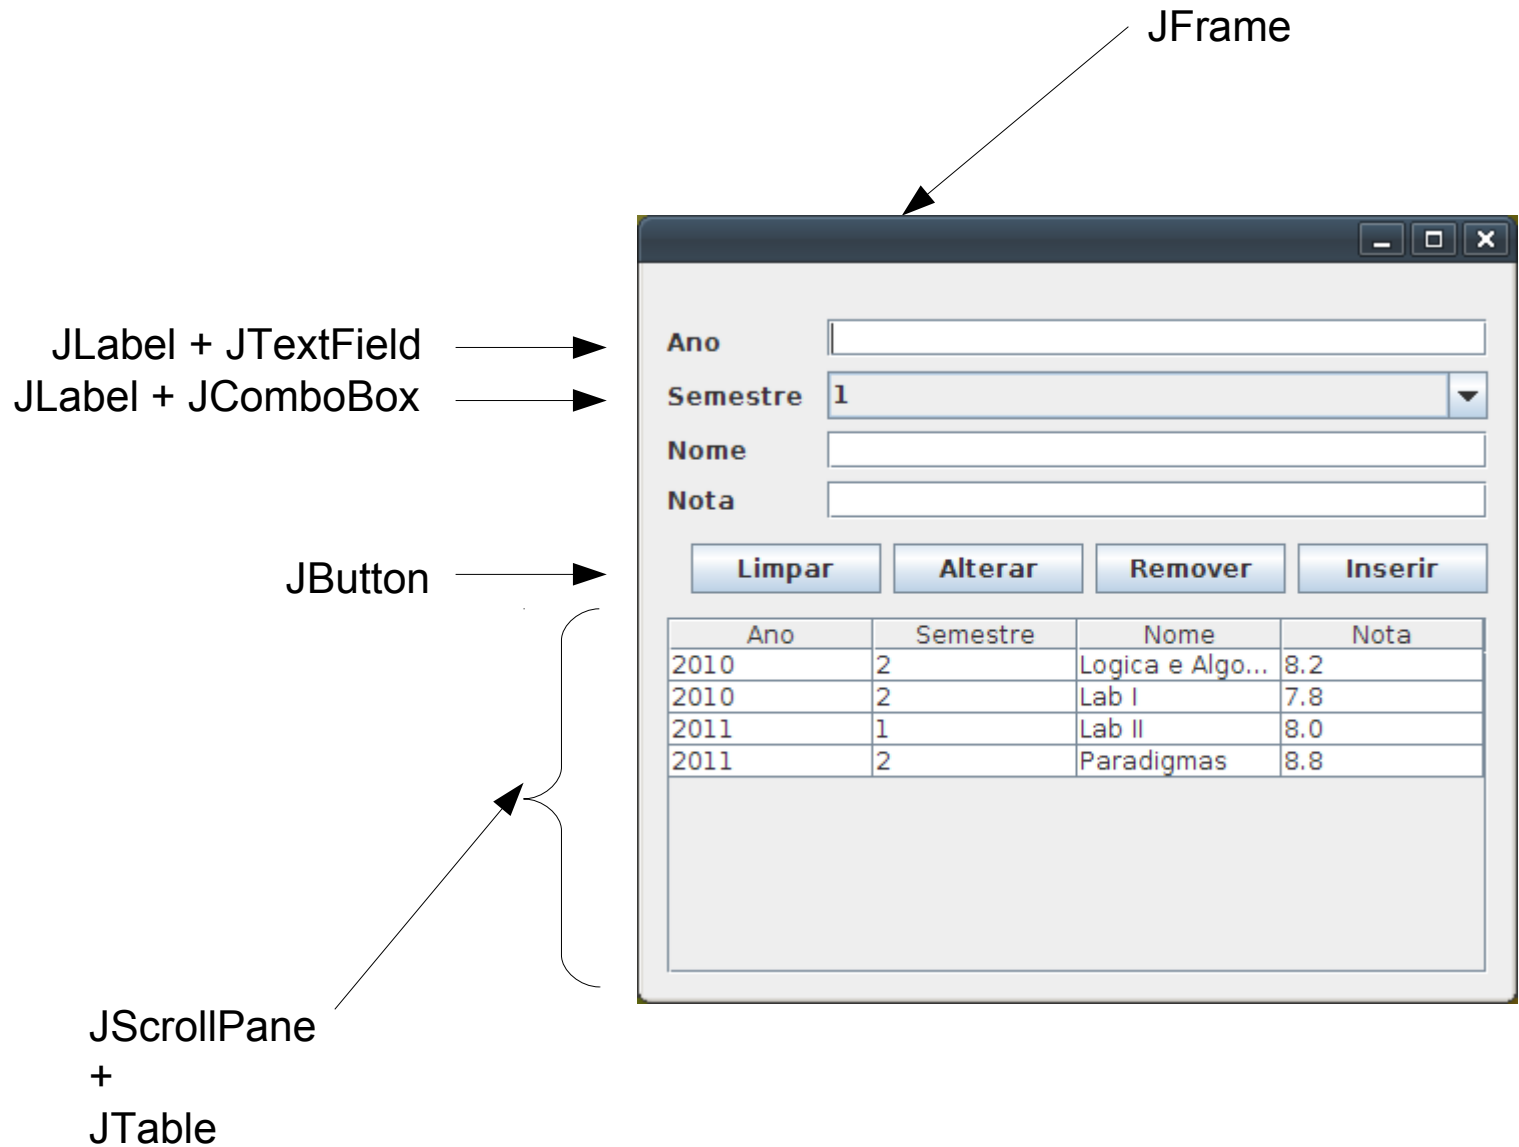 JFrame
JLabel + JTextField
JLabel + JComboBox
JButton
JScrollPane
+
JTable
Ano
Semestre 1
Nome
Nota
Limpar Alterar Remover Inserir
Ano Semestre Nome Nota
2010 2 Logica e Algo... 8.2
2010 2 Lab I 7.8
2011 1 Lab II 8.0
2011 2 Paradigmas 8.8